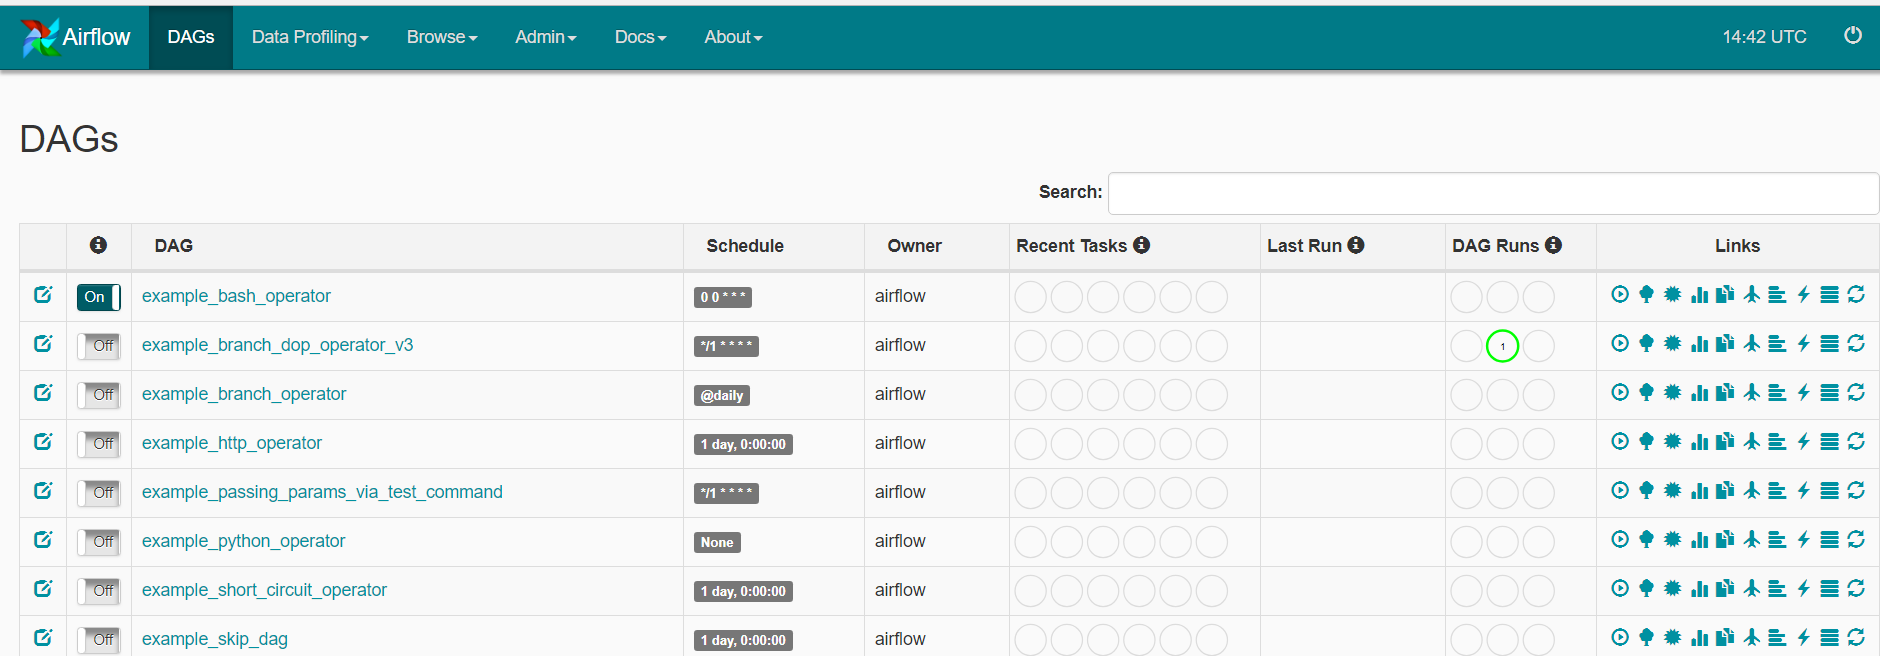 Airflow DAGs Data Profiling Browse Admin Docs About 14:42 UTC
DAGs
Search:
DAG Schedule Owner Recent Tasks Last Run DAG Runs Links
On example_bash_operator 0 0 * * * airflow
Off example_branch_dop_operator_v3 */1 * * * * airflow 1
Off example_branch_operator @daily airflow
Off example_http_operator 1 day, 0:00:00 airflow
Off example_passing_params_via_test_command */1 * * * * airflow
Off example_python_operator None airflow
Off example_short_circuit_operator 1 day, 0:00:00 airflow
Off example_skip_dag 1 day, 0:00:00 airflow